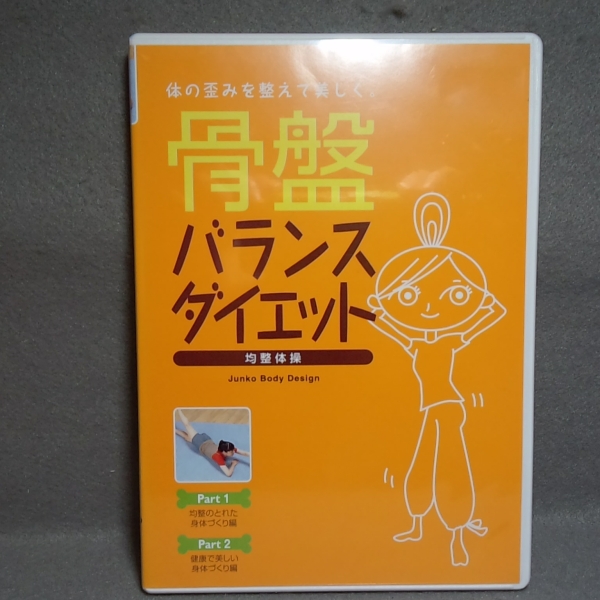 体の歪みを整えて美しく。
骨盤
バランス
ダイエット
均整体操
Junko Body Design
Part 1
均整のとれた
身体づくり編
Part 2
健康で美しい
身体づくり編